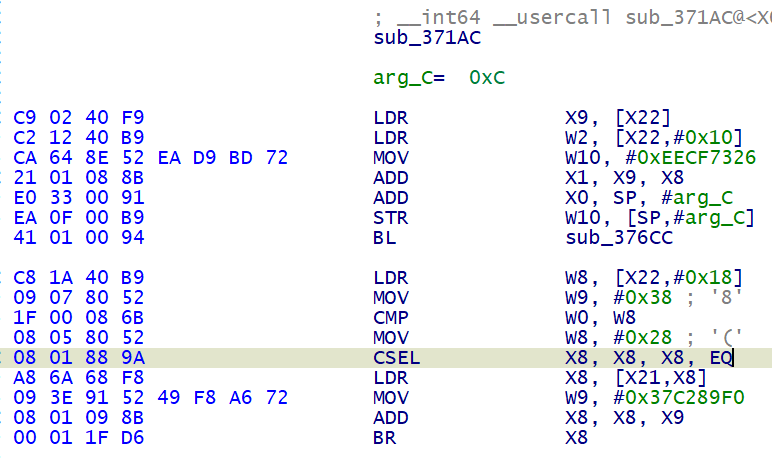 ; __int64 __usercall sub_371AC@<X0
sub_371AC
arg_C= 0xC
C9 02 40 F9 LDR X9, [X22]
C2 12 40 B9 LDR W2, [X22,#0x10]
CA 64 8E 52 EA D9 BD 72 MOV W10, #0xEECF7326
21 01 08 8B ADD X1, X9, X8
E0 33 00 91 ADD X0, SP, #arg_C
EA 0F 00 B9 STR W10, [SP,#arg_C]
41 01 00 94 BL sub_376CC
C8 1A 40 B9 LDR W8, [X22,#0x18]
09 07 80 52 MOV W9, #0x38 ; '8'
1F 00 08 6B CMP W0, W8
08 05 80 52 MOV W8, #0x28 ; '('
08 01 88 9A CSEL X8, X8, X8, EQ
A8 6A 68 F8 LDR X8, [X21,X8]
09 3E 91 52 49 F8 A6 72 MOV W9, #0x37C289F0
08 01 09 8B ADD X8, X8, X9
00 01 1F D6 BR X8